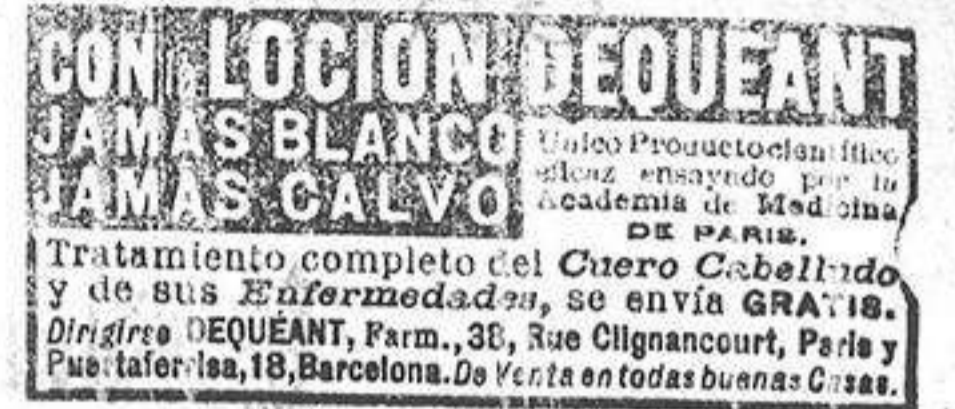 CON la LOCION DEQUÉANT
JAMAS BLANCO
JAMAS CALVO
Unico Producto científico
eficaz ensayado por la
Academia de Medicina
DE PARIS.
Tratamiento completo del Cuero Cabelludo
y de sus Enfermedades, se envía GRATIS.
Dirigirse DEQUÉANT, Farm., 38, Rue Clignancourt, Paris y
Puertaferrisa, 18, Barcelona. De Venta en todas buenas Casas.